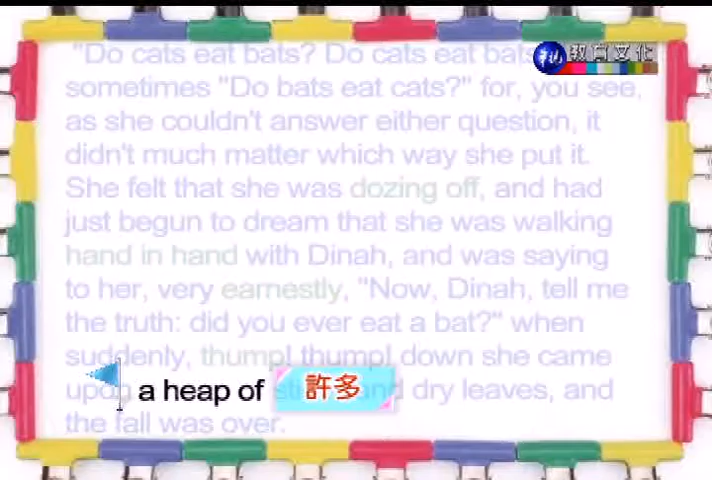 "Do cats eat bats? Do cats eat bats
教育文化
sometimes "Do bats eat cats?" for, you see,
as she couldn't answer either question, it
didn't much matter which way she put it.
She felt that she was dozing off, and had
just begun to dream that she was walking
hand in hand with Dinah, and was saying
to her, very earnestly, "Now, Dinah, tell me
the truth: did you ever eat a bat?" when
suddenly, thump! thump! down she came
upon a heap of 許多 and dry leaves, and
the fall was over.